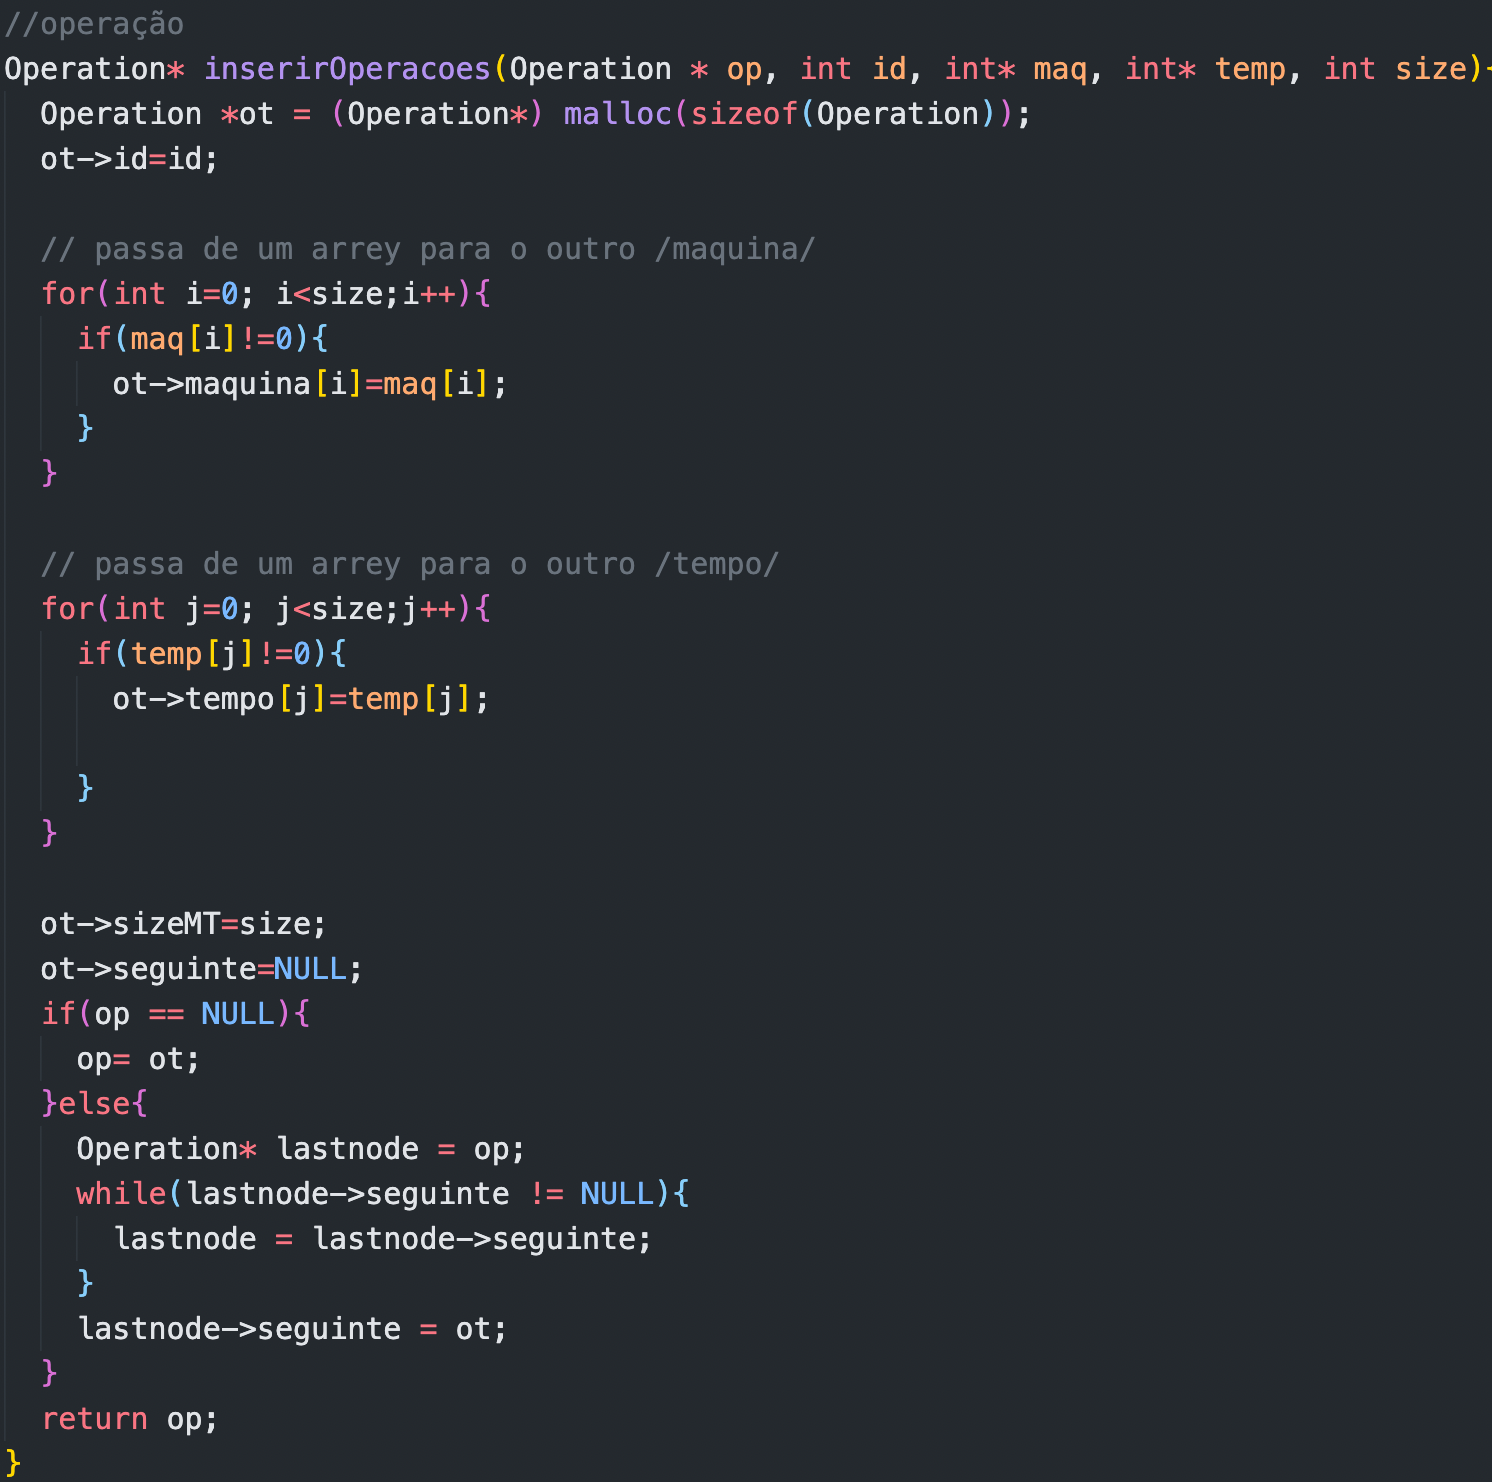 //operação
Operation* inserirOperacoes(Operation * op, int id, int* maq, int* temp, int size){
  Operation *ot = (Operation*) malloc(sizeof(Operation));
  ot->id=id;

  // passa de um arrey para o outro /maquina/
  for(int i=0; i<size;i++){
    if(maq[i]!=0){
      ot->maquina[i]=maq[i];
    }
  }

  // passa de um arrey para o outro /tempo/
  for(int j=0; j<size;j++){
    if(temp[j]!=0){
      ot->tempo[j]=temp[j];

    }
  }

  ot->sizeMT=size;
  ot->seguinte=NULL;
  if(op == NULL){
    op= ot;
  }else{
    Operation* lastnode = op;
    while(lastnode->seguinte != NULL){
      lastnode = lastnode->seguinte;
    }
    lastnode->seguinte = ot;
  }
  return op;
}